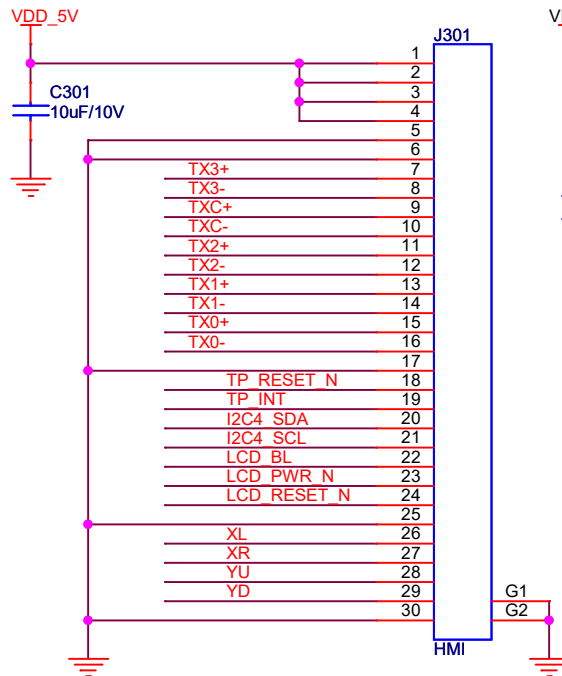 VDD_5V
V
J301
C301
10uF/10V
1
2
3
4
5
6
TX3+ 7
TX3- 8
TXC+ 9
TXC- 10
TX2+ 11
TX2- 12
TX1+ 13
TX1- 14
TX0+ 15
TX0- 16
17
TP_RESET_N 18
TP_INT 19
I2C4_SDA 20
I2C4_SCL 21
LCD_BL 22
LCD_PWR_N 23
LCD_RESET_N 24
25
XL 26
XR 27
YU 28
YD 29
30
G1
G2
HMI